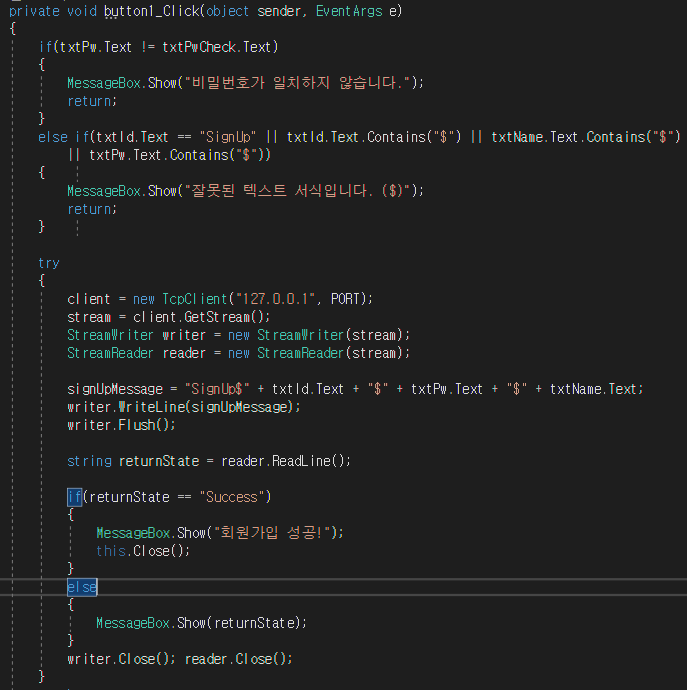 private void button1_Click(object sender, EventArgs e)
{
if(txtPw.Text != txtPwCheck.Text)
{
MessageBox.Show("비밀번호가 일치하지 않습니다.");
return;
}
else if(txtId.Text == "SignUp" || txtId.Text.Contains("$") || txtName.Text.Contains("$")
|| txtPw.Text.Contains("$"))
{
MessageBox.Show("잘못된 텍스트 서식입니다. ($)");
return;
}
try
{
client = new TcpClient("127.0.0.1", PORT);
stream = client.GetStream();
StreamWriter writer = new StreamWriter(stream);
StreamReader reader = new StreamReader(stream);
signUpMessage = "SignUp$" + txtId.Text + "$" + txtPw.Text + "$" + txtName.Text;
writer.WriteLine(signUpMessage);
writer.Flush();
string returnState = reader.ReadLine();
if(returnState == "Success")
{
MessageBox.Show("회원가입 성공!");
this.Close();
}
else
{
MessageBox.Show(returnState);
}
writer.Close(); reader.Close();
}